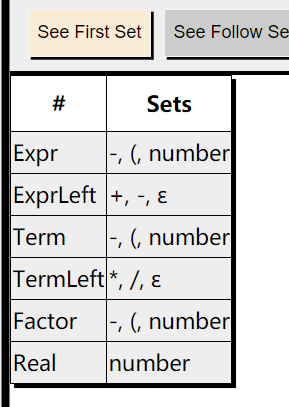 See First Set
See Follow Se
# Sets
Expr -, (, number
ExprLeft +, -, ε
Term -, (, number
TermLeft *, /, ε
Factor -, (, number
Real number